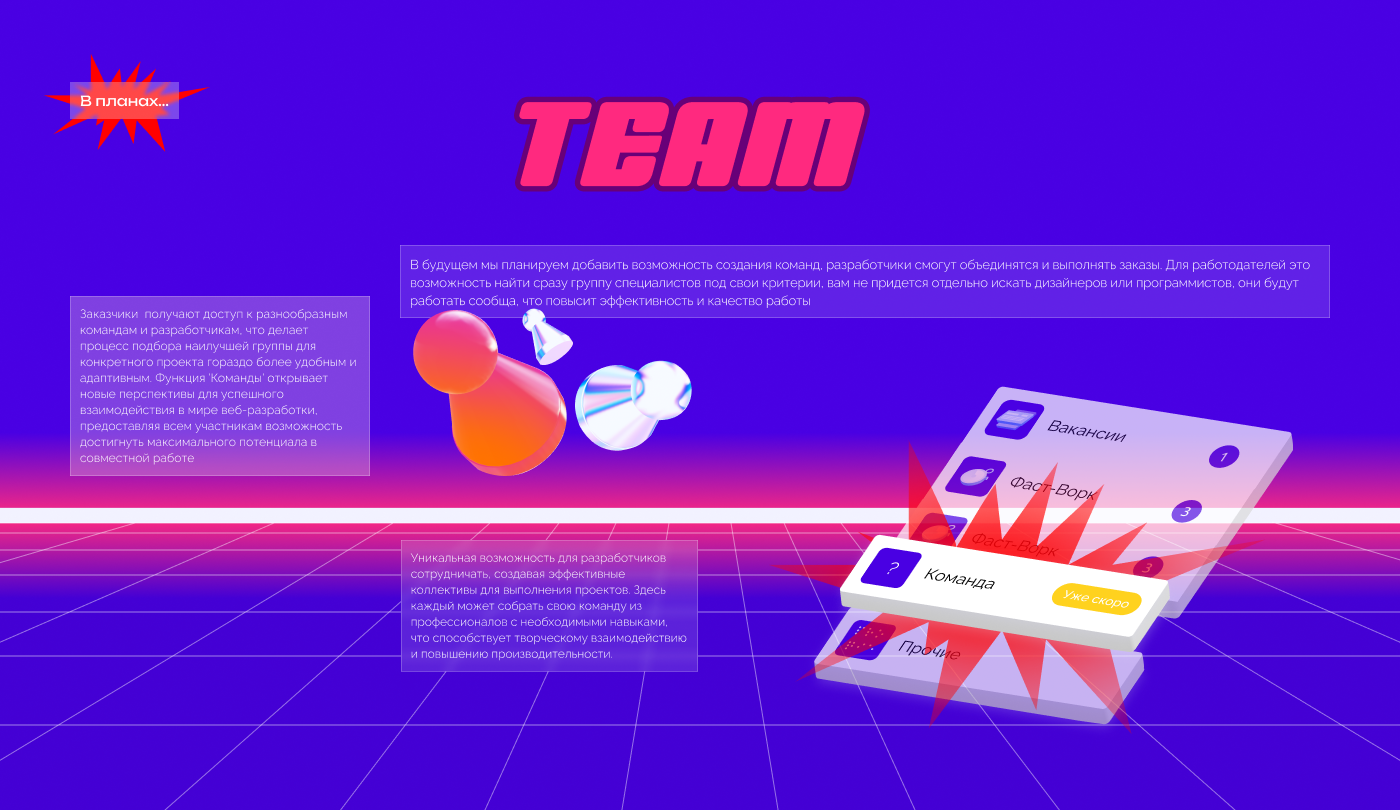 В планах...
TEAM
В будущем мы планируем добавить возможность создания команд, разработчики смогут объединятся и выполнять заказы. Для работодателей это
возможность найти сразу группу специалистов под свои критерии, вам не придется отдельно искать дизайнеров или программистов, они будут
работать сообща, что повысит эффективность и качество работы
Заказчики  получают доступ к разнообразным
командам и разработчикам, что делает
процесс подбора наилучшей группы для
конкретного проекта гораздо более удобным и
адаптивным. Функция 'Команды' открывает
новые перспективы для успешного
взаимодействия в мире веб-разработки,
предоставляя всем участникам возможность
достигнуть максимального потенциала в
совместной работе
Вакансии
1
Фаст-Ворк
3
Фаст-Ворк
3
?
Команда
Уже скоро
Прочие
Уникальная возможность для разработчиков
сотрудничать, создавая эффективные
коллективы для выполнения проектов. Здесь
каждый может собрать свою команду из
профессионалов с необходимыми навыками,
что способствует творческому взаимодействию
и повышению производительности.